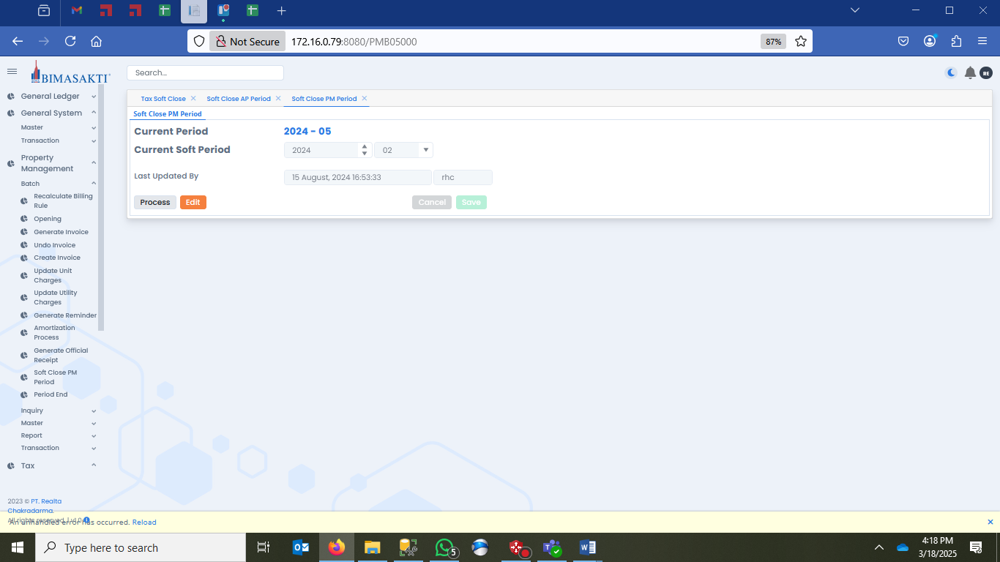 Not Secure
172.16.0.79:8080/PMB05000
87%
BIMASAKTI
Search...
RE
General Ledger
General System
Master
Transaction
Property
Management
Batch
Recalculate Billing
Rule
Opening
Generate Invoice
Undo Invoice
Create Invoice
Update Unit
Charges
Update Utility
Charges
Generate Reminder
Amortization
Process
Generate Official
Receipt
Soft Close PM
Period
Period End
Inquiry
Master
Report
Transaction
Tax
2023 © PT. Realta
Chakradarma.
All rights reserved.
Tax Soft Close
Soft Close AP Period
Soft Close PM Period
Soft Close PM Period
Current Period 2024 - 05
Current Soft Period 2024 02
Last Updated By 15 August, 2024 16:53:33 rhc
Process Edit Cancel Save
An unhandled error has occurred. Reload
Type here to search
5
4:18 PM
3/18/2025